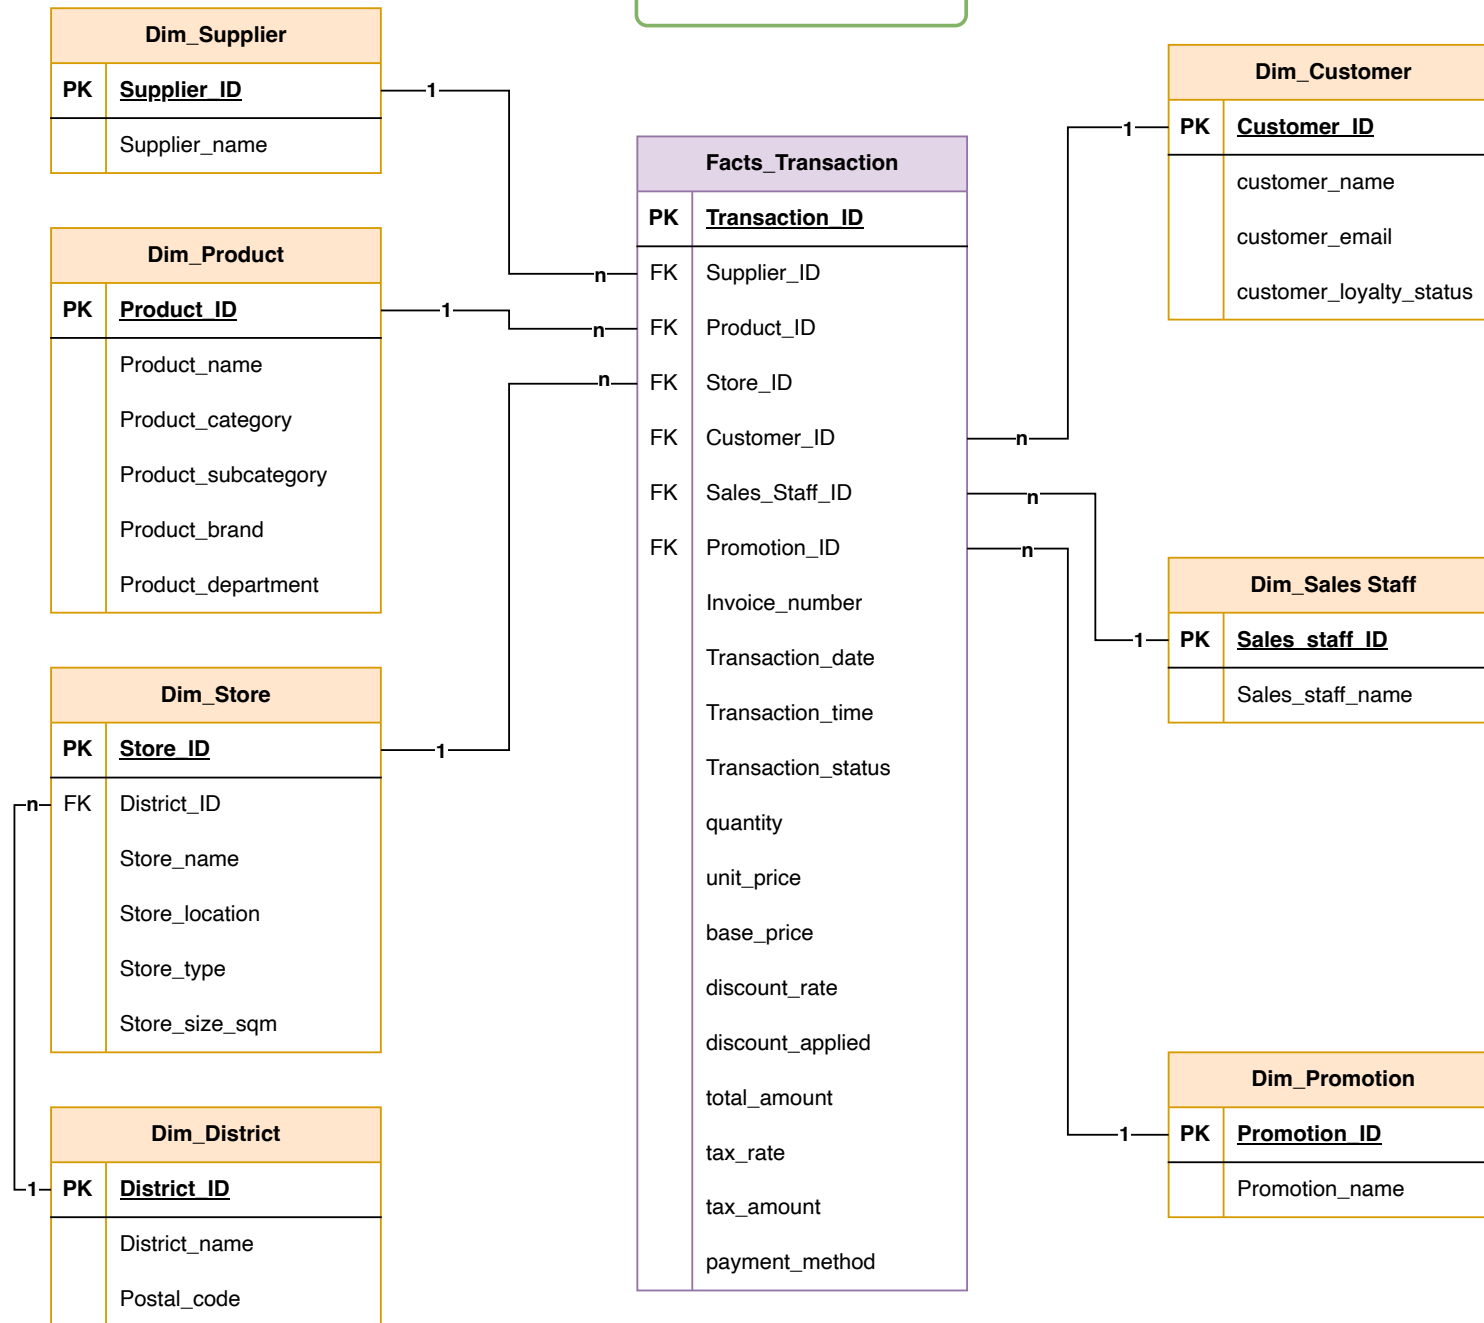 Dim_Supplier
PK Supplier_ID
Supplier_name
1
n
Dim_Product
PK Product_ID
Product_name
Product_category
Product_subcategory
Product_brand
Product_department
1
n
Dim_Store
PK Store_ID
FK District_ID
Store_name
Store_location
Store_type
Store_size_sqm
1
n
n
1
Dim_District
PK District_ID
District_name
Postal_code
Facts_Transaction
PK Transaction_ID
FK Supplier_ID
FK Product_ID
FK Store_ID
FK Customer_ID
FK Sales_Staff_ID
FK Promotion_ID
Invoice_number
Transaction_date
Transaction_time
Transaction_status
quantity
unit_price
base_price
discount_rate
discount_applied
total_amount
tax_rate
tax_amount
payment_method
n
1
n
1
n
1
Dim_Customer
PK Customer_ID
customer_name
customer_email
customer_loyalty_status
Dim_Sales Staff
PK Sales_staff_ID
Sales_staff_name
Dim_Promotion
PK Promotion_ID
Promotion_name